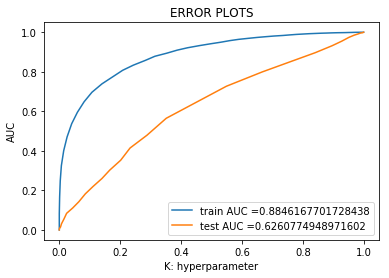 ERROR PLOTS
1.0
0.8
0.6
0.4
0.2
0.0
AUC
train AUC =0.8846167701728438
test AUC =0.6260774948971602
0.0 0.2 0.4 0.6 0.8 1.0
K: hyperparameter